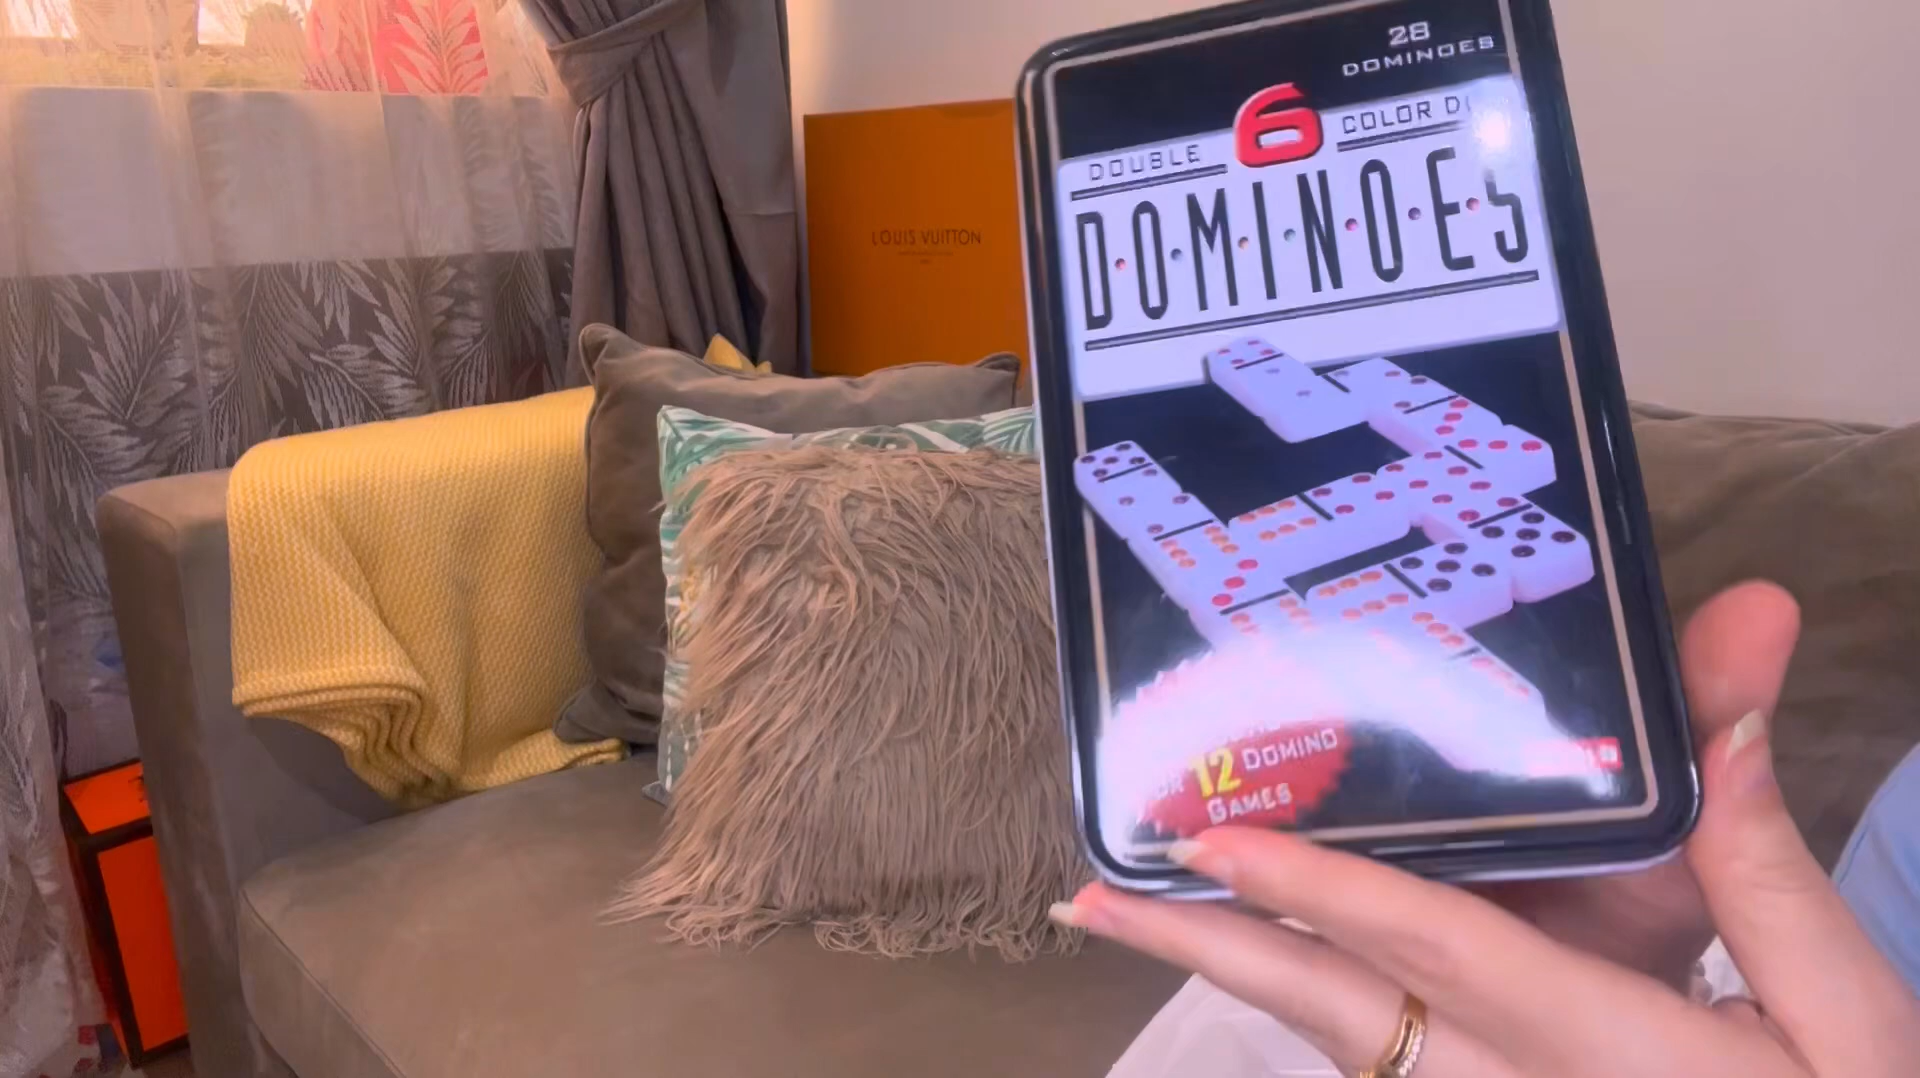 28
DOMINOES
DOUBLE 6 COLOR
DOMINOES
12 DOMINO
GAMES
LOUIS VUITTON